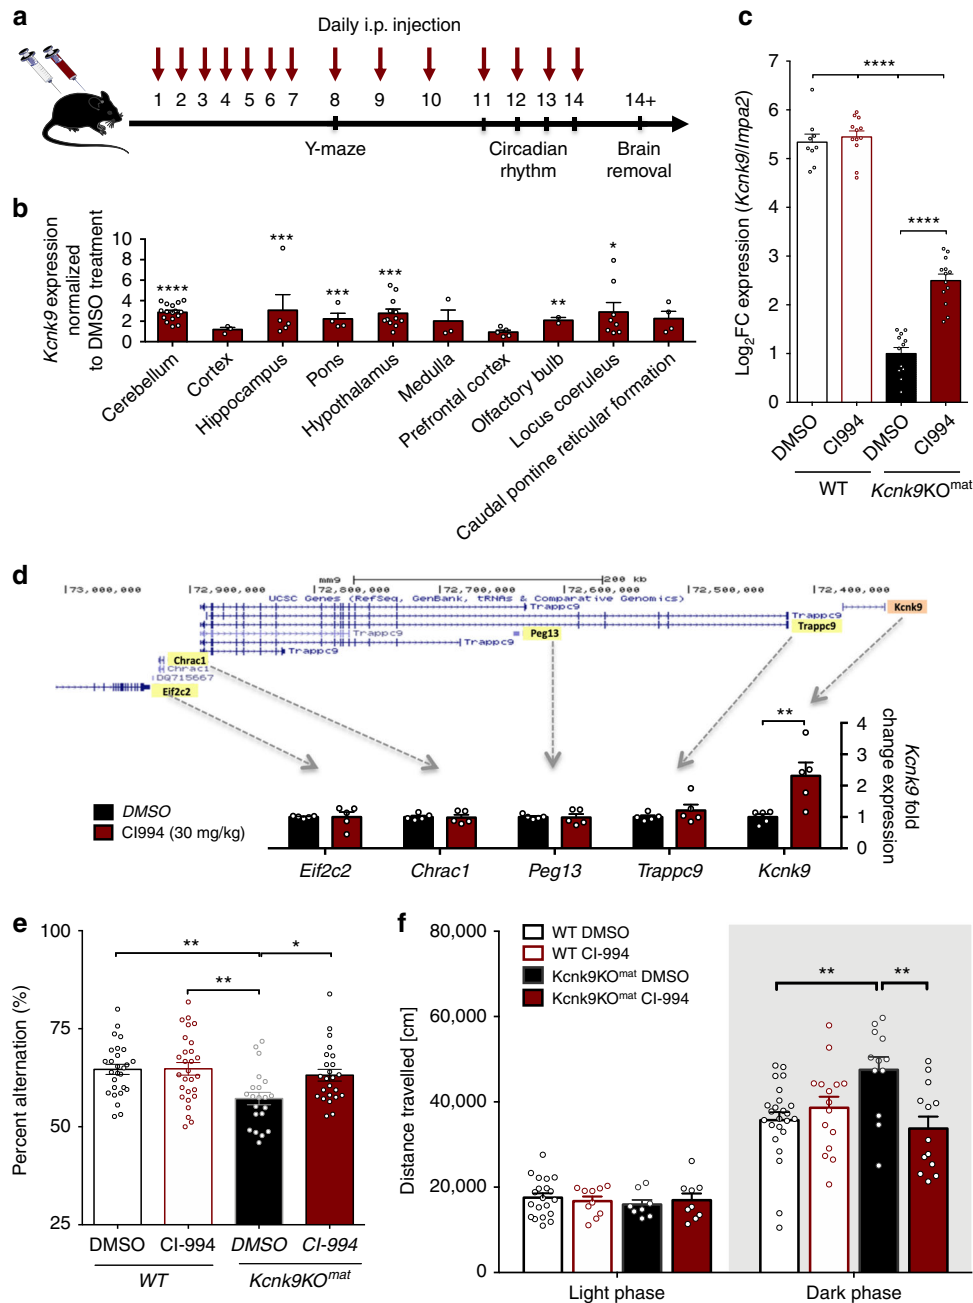 a
Daily i.p. injection
1 2 3 4 5 6 7 8 9 10 11 12 13 14 14+
Y-maze
Circadian
rhythm
Brain
removal
b
Kcnk9 expression
normalized
to DMSO treatment
10
8
6
4
2
0
****
***
***
***
**
*
Cerebellum
Cortex
Hippocampus
Pons
Hypothalamus
Medulla
Prefrontal cortex
Olfactory bulb
Locus coeruleus
Caudal pontine reticular formation
c
Log2FC expression (Kcnk9/Impa2)
7
6
5
4
3
2
1
0
****
****
DMSO
CI994
DMSO
CI994
WT
Kcnk9KOmat
d
mm9
200 kb
|73,000,000 |72,900,000 |72,800,000 |72,700,000 |72,600,000 |72,500,000 |72,400,000
UCSC Genes (RefSeq, GenBank, tRNAs & Comparative Genomics)
Trappc9
Kcnk9
Trappc9
Trappc9
Peg13
Trappc9
Trappc9
Chrac1
Chrac1
DQ715667
Eif2c2
DMSO
CI994 (30 mg/kg)
**
4
3
2
1
0
Kcnk9 fold
change expression
Eif2c2
Chrac1
Peg13
Trappc9
Kcnk9
e
Percent alternation (%)
100
75
50
25
**
*
**
DMSO
CI-994
DMSO
CI-994
WT
Kcnk9KOmat
f
Distance travelled [cm]
80,000
60,000
40,000
20,000
0
WT DMSO
WT CI-994
Kcnk9KOmat DMSO
Kcnk9KOmat CI-994
**
**
Light phase
Dark phase